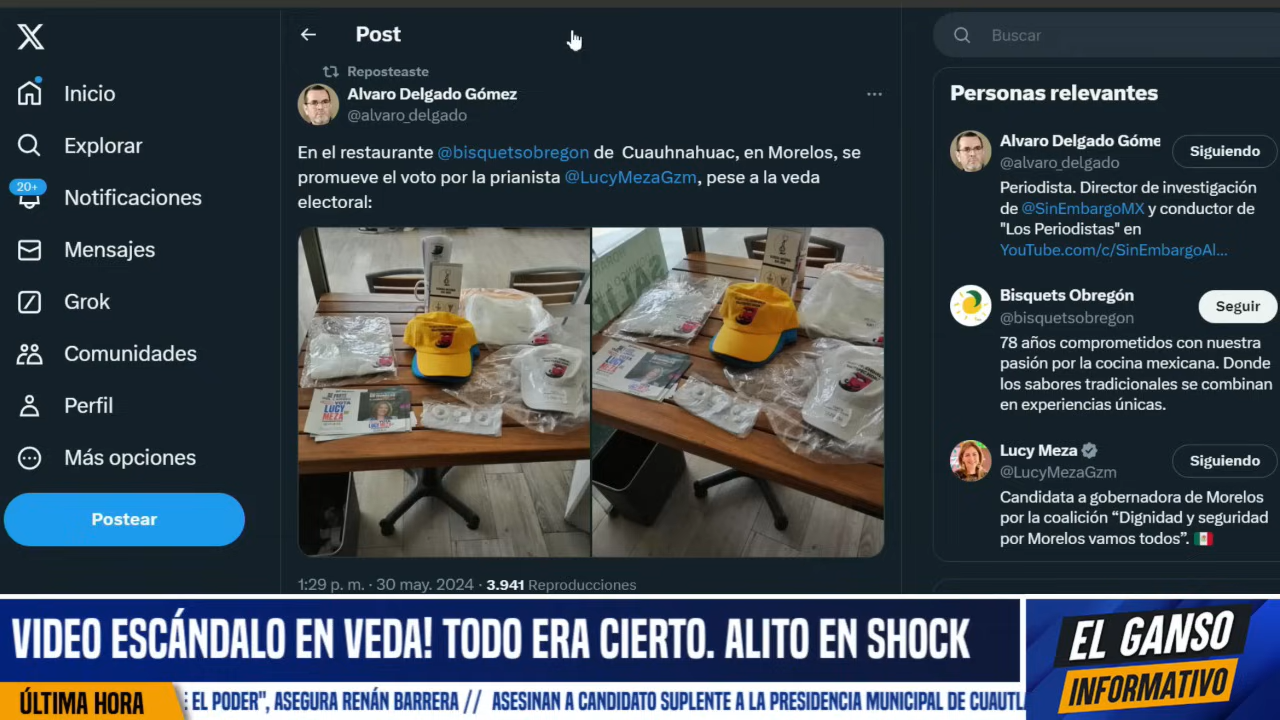 Post
Buscar
Inicio
Explorar
20+
Notificaciones
Mensajes
Grok
Comunidades
Perfil
Más opciones
Postear
Reposteaste
Alvaro Delgado Gómez
@alvaro_delgado
En el restaurante @bisquetsobregon de Cuauhnahuac, en Morelos, se
promueve el voto por la prianista @LucyMezaGzm, pese a la veda
electoral:
LUCY
MEZA
1:29 p. m. · 30 may. 2024 · 3.941 Reproducciones
Personas relevantes
Alvaro Delgado Góme
@alvaro_delgado
Siguiendo
Periodista. Director de investigación
de @SinEmbargoMX y conductor de
"Los Periodistas" en
YouTube.com/c/SinEmbargoAl...
Bisquets Obregón
@bisquetsobregon
Seguir
78 años comprometidos con nuestra
pasión por la cocina mexicana. Donde
los sabores tradicionales se combinan
en experiencias únicas.
Lucy Meza
@LucyMezaGzm
Siguiendo
Candidata a gobernadora de Morelos
por la coalición “Dignidad y seguridad
por Morelos vamos todos”.
VIDEO ESCÁNDALO EN VEDA! TODO ERA CIERTO. ALITO EN SHOCK
EL GANSO
INFORMATIVO
ÚLTIMA HORA
EL PODER", ASEGURA RENÁN BARRERA // ASESINAN A CANDIDATO SUPLENTE A LA PRESIDENCIA MUNICIPAL DE CUAUTLA